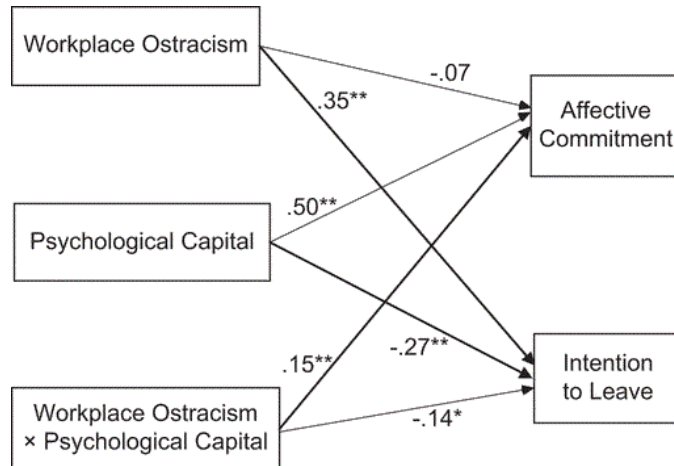 Workplace Ostracism
-.07
.35**
Affective
Commitment
.50**
Psychological Capital
-.27**
.15**
Intention
to Leave
Workplace Ostracism
× Psychological Capital
-.14*